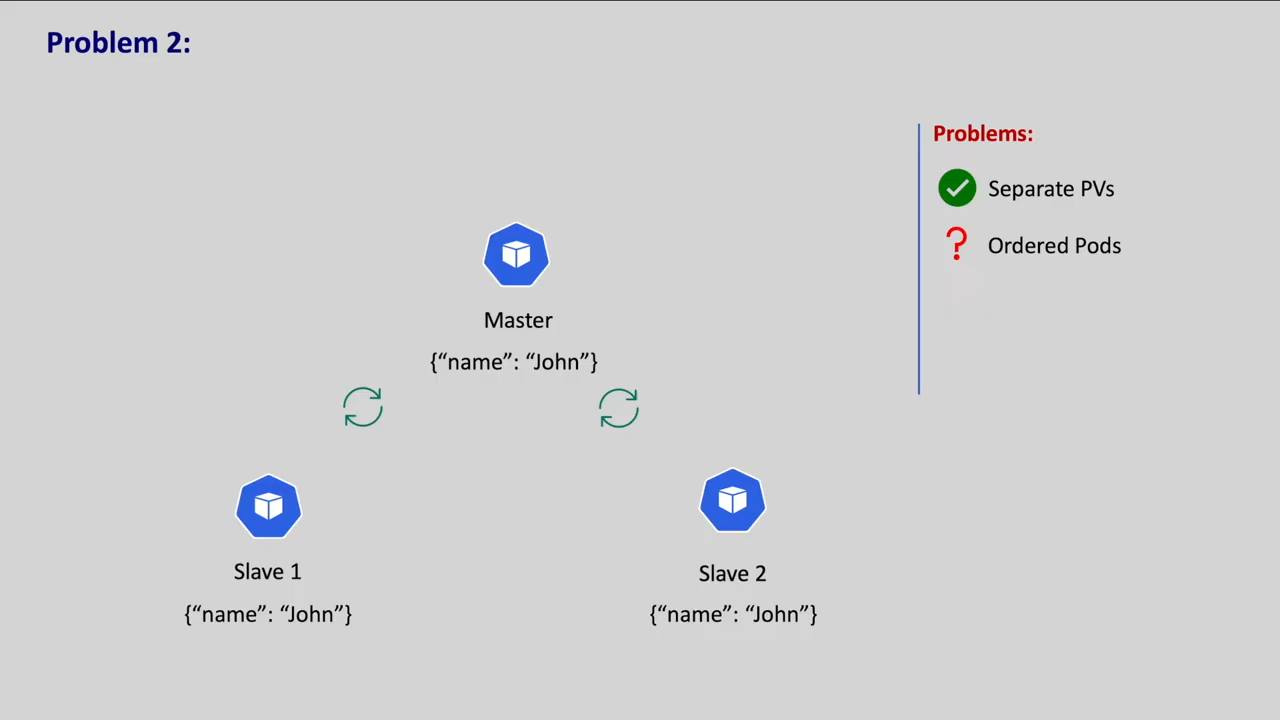 Problem 2:
Problems:
Separate PVs
Ordered Pods
Master
{“name”: “John”}
Slave 1
{“name”: “John”}
Slave 2
{“name”: “John”}